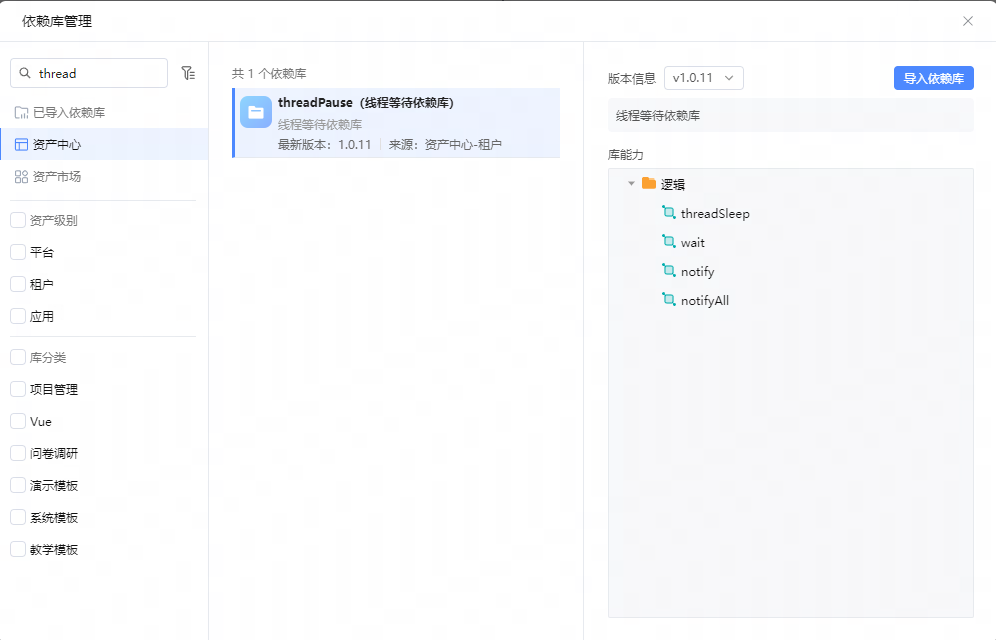 依赖库管理
thread
已导入依赖库
资产中心
资产市场
资产级别
平台
租户
应用
库分类
项目管理
Vue
问卷调研
演示模板
系统模板
教学模板
共 1 个依赖库
threadPause（线程等待依赖库）
线程等待依赖库
最新版本：1.0.11 来源：资产中心-租户
版本信息 v1.0.11 导入依赖库
线程等待依赖库
库能力
逻辑
threadSleep
wait
notify
notifyAll